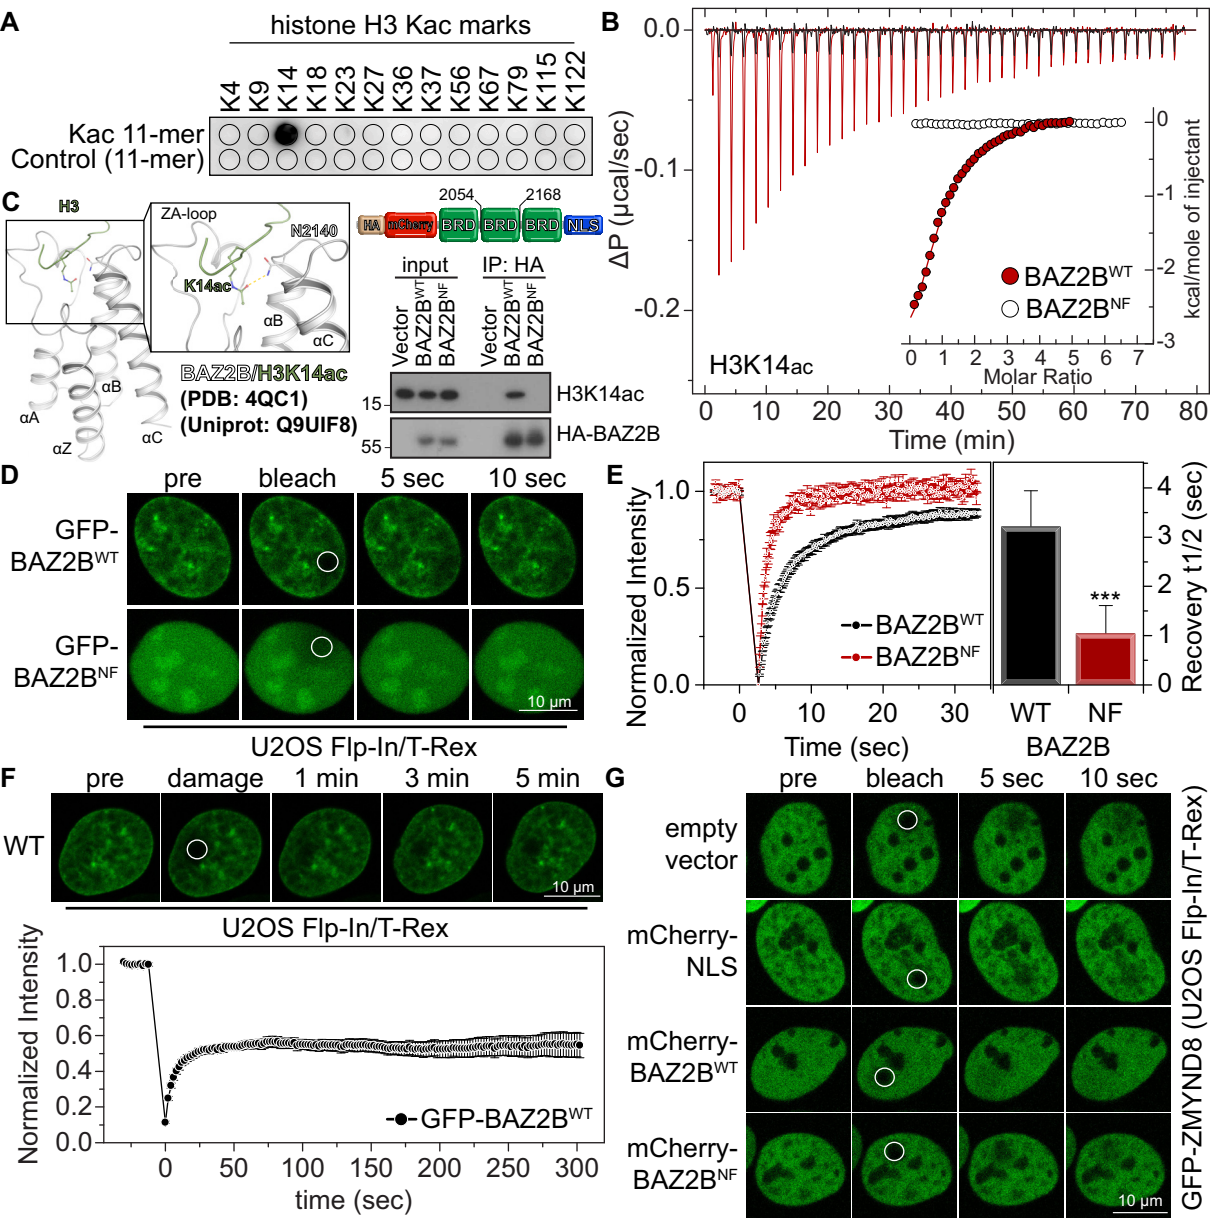 A
histone H3 Kac marks
K4 K9 K14 K18 K23 K27 K36 K37 K56 K67 K79 K115 K122
Kac 11-mer
Control (11-mer)
B
0.0
-0.1
-0.2
ΔP (μcal/sec)
0
-1
-2
-3
kcal/mole of injectant
BAZ2B^WT
BAZ2B^NF
0 1 2 3 4 5 6 7
Molar Ratio
H3K14ac
0 10 20 30 40 50 60 70 80
Time (min)
C
H3
ZA-loop
N2140
K14ac
αB
αC
αB
αA
αC
αZ
BAZ2B/H3K14ac
(PDB: 4QC1)
(Uniprot: Q9UIF8)
2054 2168
HA mCherry BRD BRD BRD NLS
input IP: HA
Vector BAZ2B^WT BAZ2B^NF Vector BAZ2B^WT BAZ2B^NF
15
H3K14ac
55
HA-BAZ2B
D
pre bleach 5 sec 10 sec
GFP-
BAZ2B^WT
GFP-
BAZ2B^NF
10 μm
U2OS Flp-In/T-Rex
E
Normalized Intensity
1.0
0.5
0.0
BAZ2B^WT
BAZ2B^NF
0 10 20 30
Time (sec)
***
4
3
2
1
0
Recovery t1/2 (sec)
WT NF
BAZ2B
F
pre damage 1 min 3 min 5 min
WT
10 μm
U2OS Flp-In/T-Rex
Normalized Intensity
1.0
0.8
0.6
0.4
0.2
0.0
GFP-BAZ2B^WT
0 50 100 150 200 250 300
time (sec)
G
pre bleach 5 sec 10 sec
empty
vector
mCherry-
NLS
mCherry-
BAZ2B^WT
mCherry-
BAZ2B^NF
10 μm
GFP-ZMYND8 (U2OS Flp-In/T-Rex)